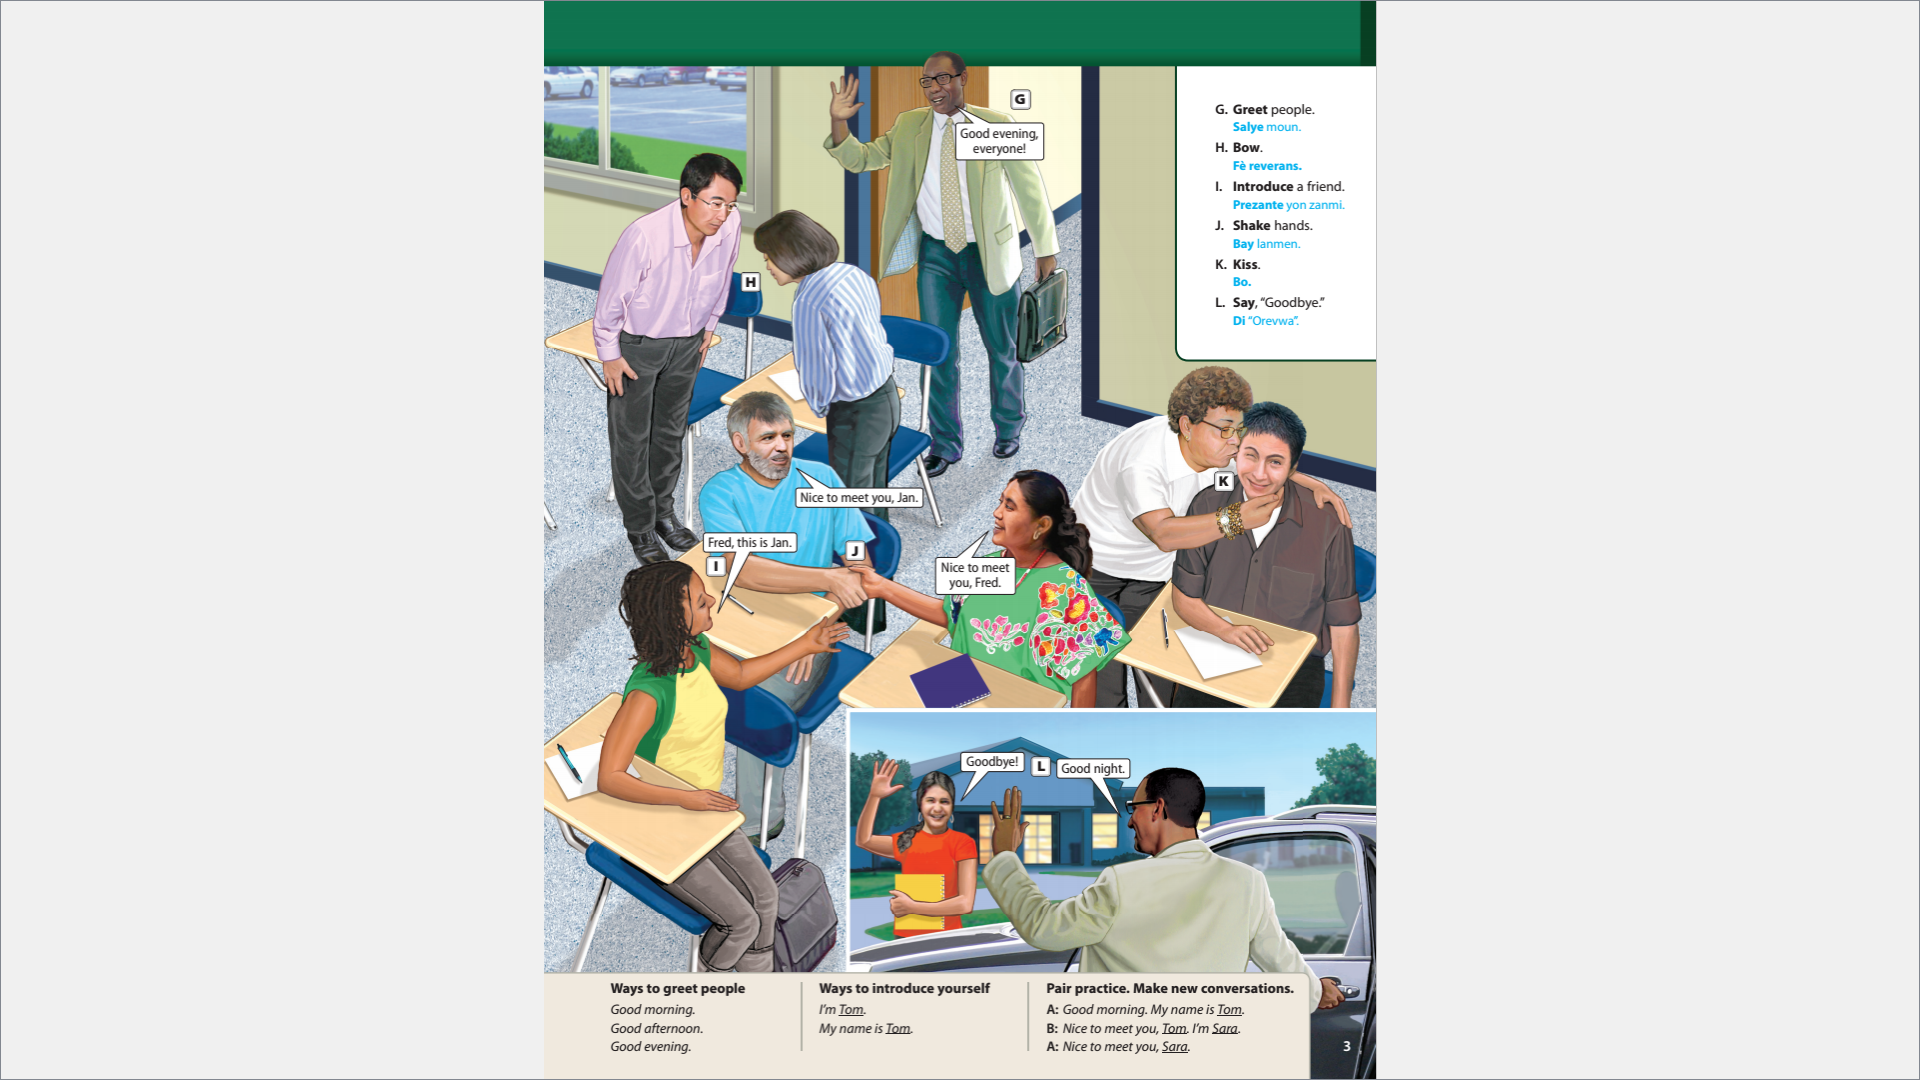 G
Good evening,
everyone!
G. Greet people.
Salye moun.
H. Bow.
Fè reverans.
I. Introduce a friend.
Prezante yon zanmi.
J. Shake hands.
Bay lanmen.
K. Kiss.
Bo.
L. Say, “Goodbye.”
Di “Orevwa”.
H
K
Nice to meet you, Jan.
Fred, this is Jan.
I
J
Nice to meet
you, Fred.
Goodbye!
L
Good night.
Ways to greet people
Good morning.
Good afternoon.
Good evening.
Ways to introduce yourself
I’m Tom.
My name is Tom.
Pair practice. Make new conversations.
A: Good morning. My name is Tom.
B: Nice to meet you, Tom. I’m Sara.
A: Nice to meet you, Sara.
3